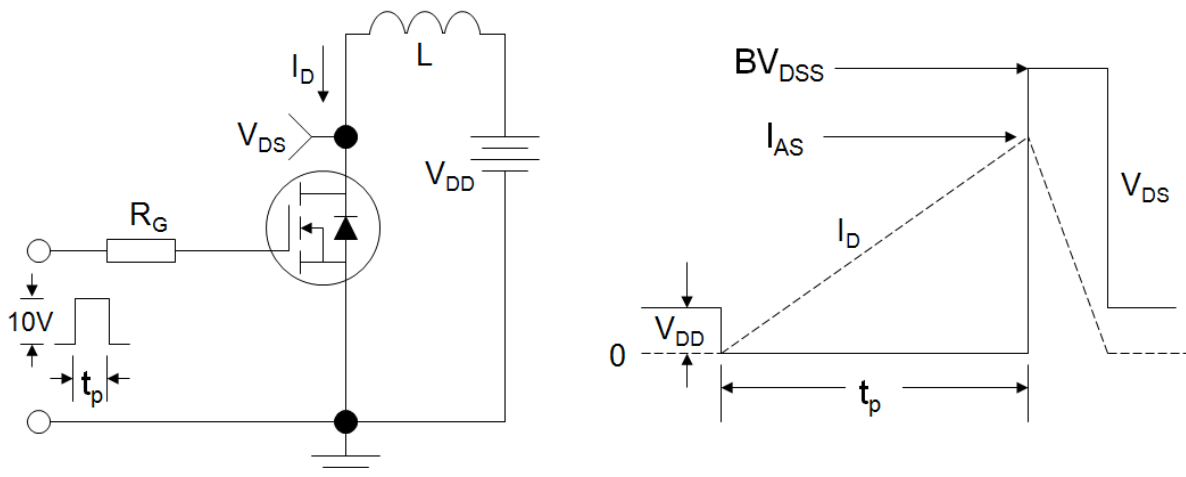 L
I_D
V_DS
V_DD
R_G
10V
t_p
BV_DSS
I_AS
V_DS
I_D
V_DD
0
t_p